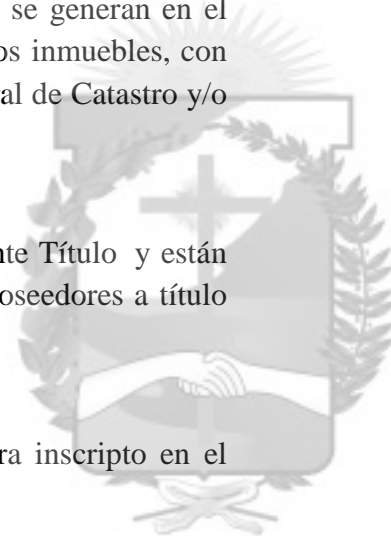 se generan en el
os inmuebles, con
al de Catastro y/o
nte Título y están
oseedores a título
ra inscripto en el